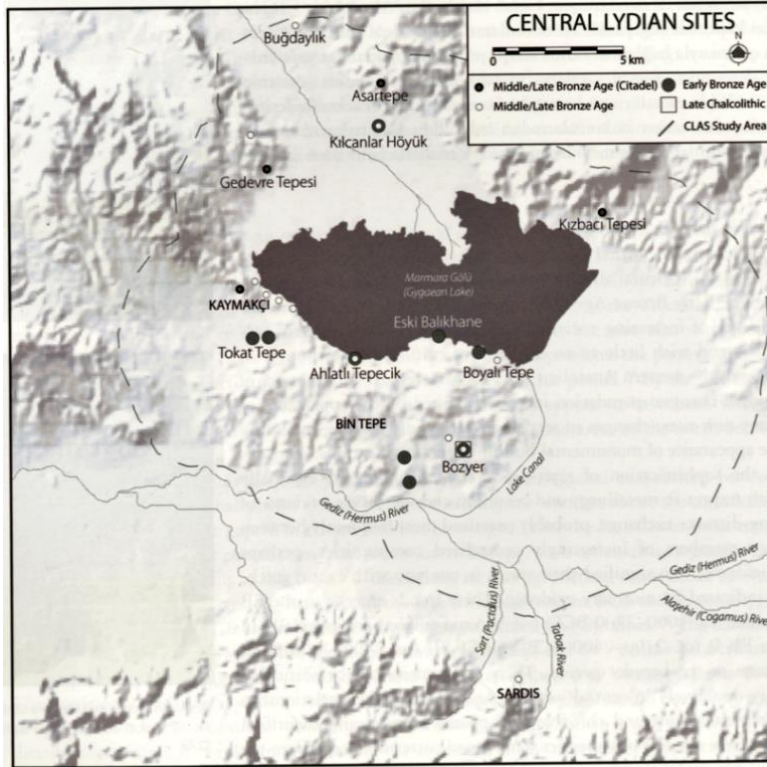 CENTRAL LYDIAN SITES
0 5 km
N
Middle/Late Bronze Age (Citadel)
Early Bronze Age
Middle/Late Bronze Age
Late Chalcolithic
CLAS Study Area
Buğdaylık
Asartepe
Kılcanlar Höyük
Gedevre Tepesi
Kızbacı Tepesi
Marmara Gölü
(Gygaean Lake)
KAYMAKÇI
Eski Balıkhane
Tokat Tepe
Ahlatlı Tepecik
Boyalı Tepe
BİN TEPE
Bozyer
Lake Canal
Gediz (Hermus) River
Gediz (Hermus) River
Alaşehir (Cogamus) River
Sart (Pactolus) River
Tabak River
SARDIS